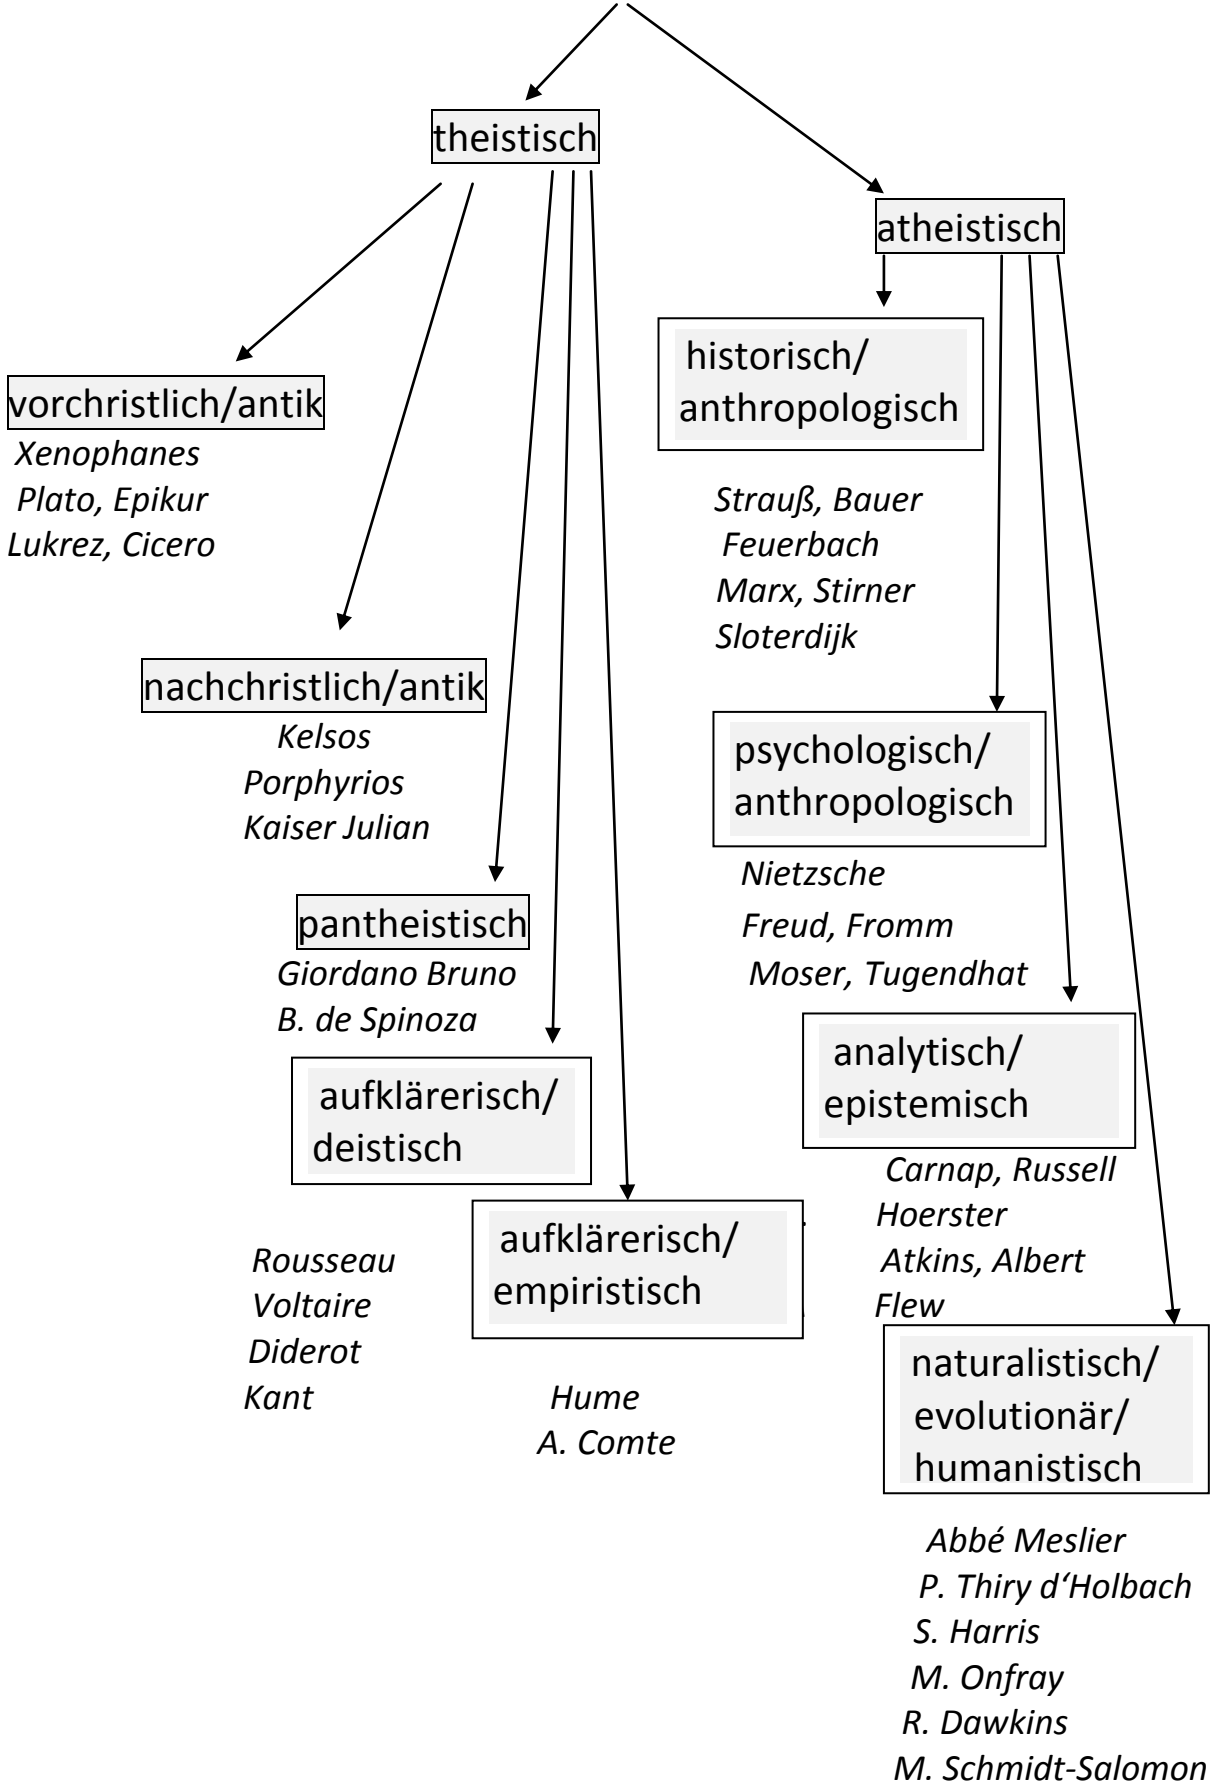 theistisch
atheistisch
vorchristlich/antik
Xenophanes
Plato, Epikur
Lukrez, Cicero
nachchristlich/antik
Kelsos
Porphyrios
Kaiser Julian
pantheistisch
Giordano Bruno
B. de Spinoza
aufklärerisch/
deistisch
Rousseau
Voltaire
Diderot
Kant
aufklärerisch/
empiristisch
Hume
A. Comte
historisch/
anthropologisch
Strauß, Bauer
Feuerbach
Marx, Stirner
Sloterdijk
psychologisch/
anthropologisch
Nietzsche
Freud, Fromm
Moser, Tugendhat
analytisch/
epistemisch
Carnap, Russell
Hoerster
Atkins, Albert
Flew
naturalistisch/
evolutionär/
humanistisch
Abbé Meslier
P. Thiry d‘Holbach
S. Harris
M. Onfray
R. Dawkins
M. Schmidt-Salomon